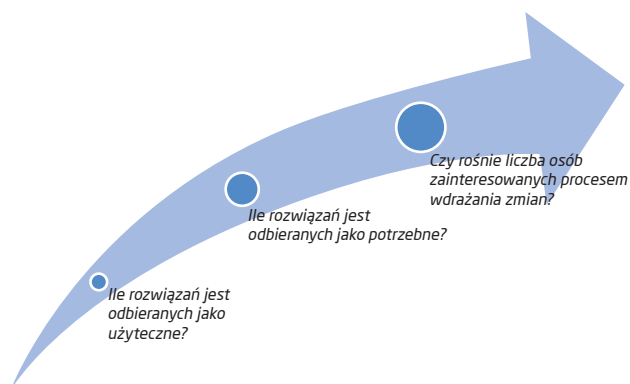 Czy rośnie liczba osób
zainteresowanych procesem
wdrażania zmian?
Ile rozwiązań jest
odbieranych jako potrzebne?
Ile rozwiązań jest
odbieranych jako
użyteczne?